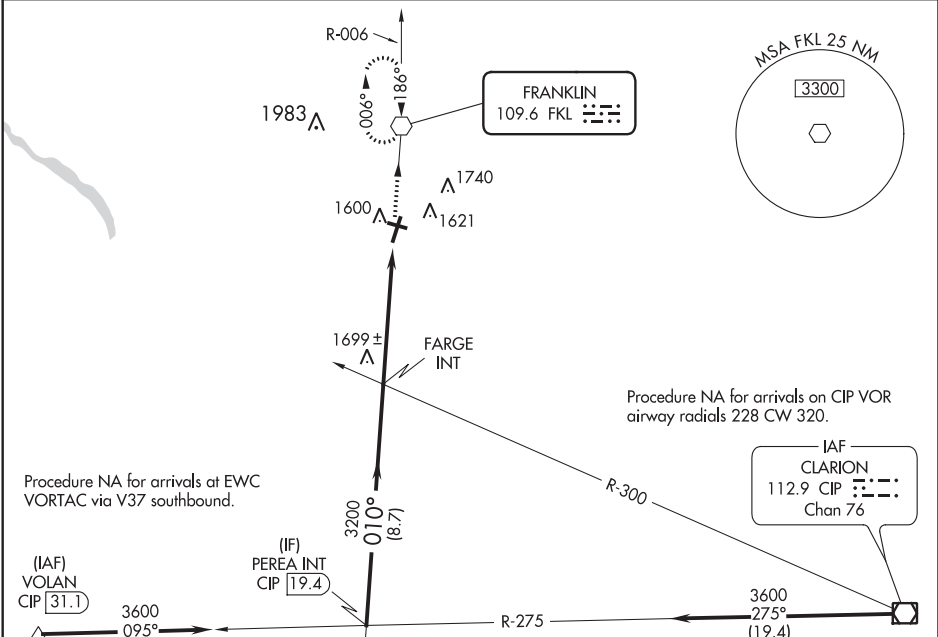 R-006
MSA FKL 25 NM
3300
006°
186°
FRANKLIN
109.6 FKL
1983
1740
1600
1621
1699 ±
FARGE
INT
Procedure NA for arrivals on CIP VOR
airway radials 228 CW 320.
IAF
CLARION
112.9 CIP
Chan 76
R-300
Procedure NA for arrivals at EWC
VORTAC via V37 southbound.
3200
010°
(8.7)
(IF)
PEREA INT
CIP 19.4
(IAF)
VOLAN
CIP 31.1
3600
095°
R-275
3600
275°
(19.4)